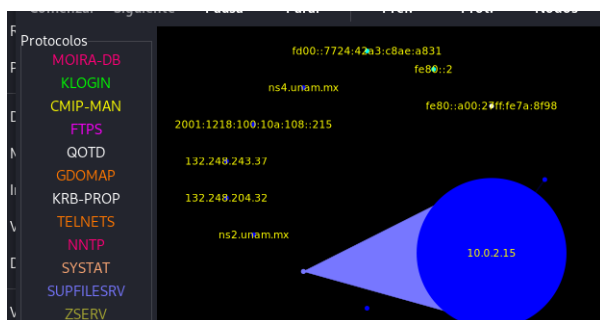 Comenzar Siguiente Pausa Parar Pref. Prot. Nodos
Protocolos
MOIRA-DB
KLOGIN
CMIP-MAN
FTPS
QOTD
GDOMAP
KRB-PROP
TELNETS
NNTP
SYSTAT
SUPFILESRV
ZSERV
fd00::7724:42a3:c8ae:a831
fe80::2
ns4.unam.mx
fe80::a00:27ff:fe7a:8f98
2001:1218:100:10a:108::215
132.248.243.37
132.248.204.32
ns2.unam.mx
10.0.2.15